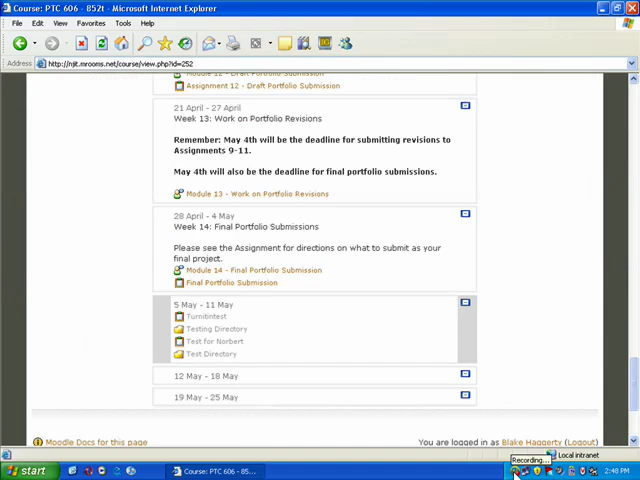 Course: PTC 606 - 852t - Microsoft Internet Explorer
File Edit View Favorites Tools Help
Address http://njit.mrooms.net/course/view.php?id=252
Module 12 - Draft Portfolio Submission
Assignment 12 - Draft Portfolio Submission
21 April - 27 April
Week 13: Work on Portfolio Revisions
Remember: May 4th will be the deadline for submitting revisions to
Assignments 9-11.
May 4th will also be the deadline for final portfolio submissions.
Module 13 - Work on Portfolio Revisions
28 April - 4 May
Week 14: Final Portfolio Submissions
Please see the Assignment for directions on what to submit as your
final project.
Module 14 - Final Portfolio Submission
Final Portfolio Submission
5 May - 11 May
Turnitintest
Testing Directory
Test for Norbert
Test Directory
12 May - 18 May
19 May - 25 May
Moodle Docs for this page
You are logged in as Blake Haggerty (Logout)
Recording...
Local intranet
start
Course: PTC 606 - 85...
2:48 PM